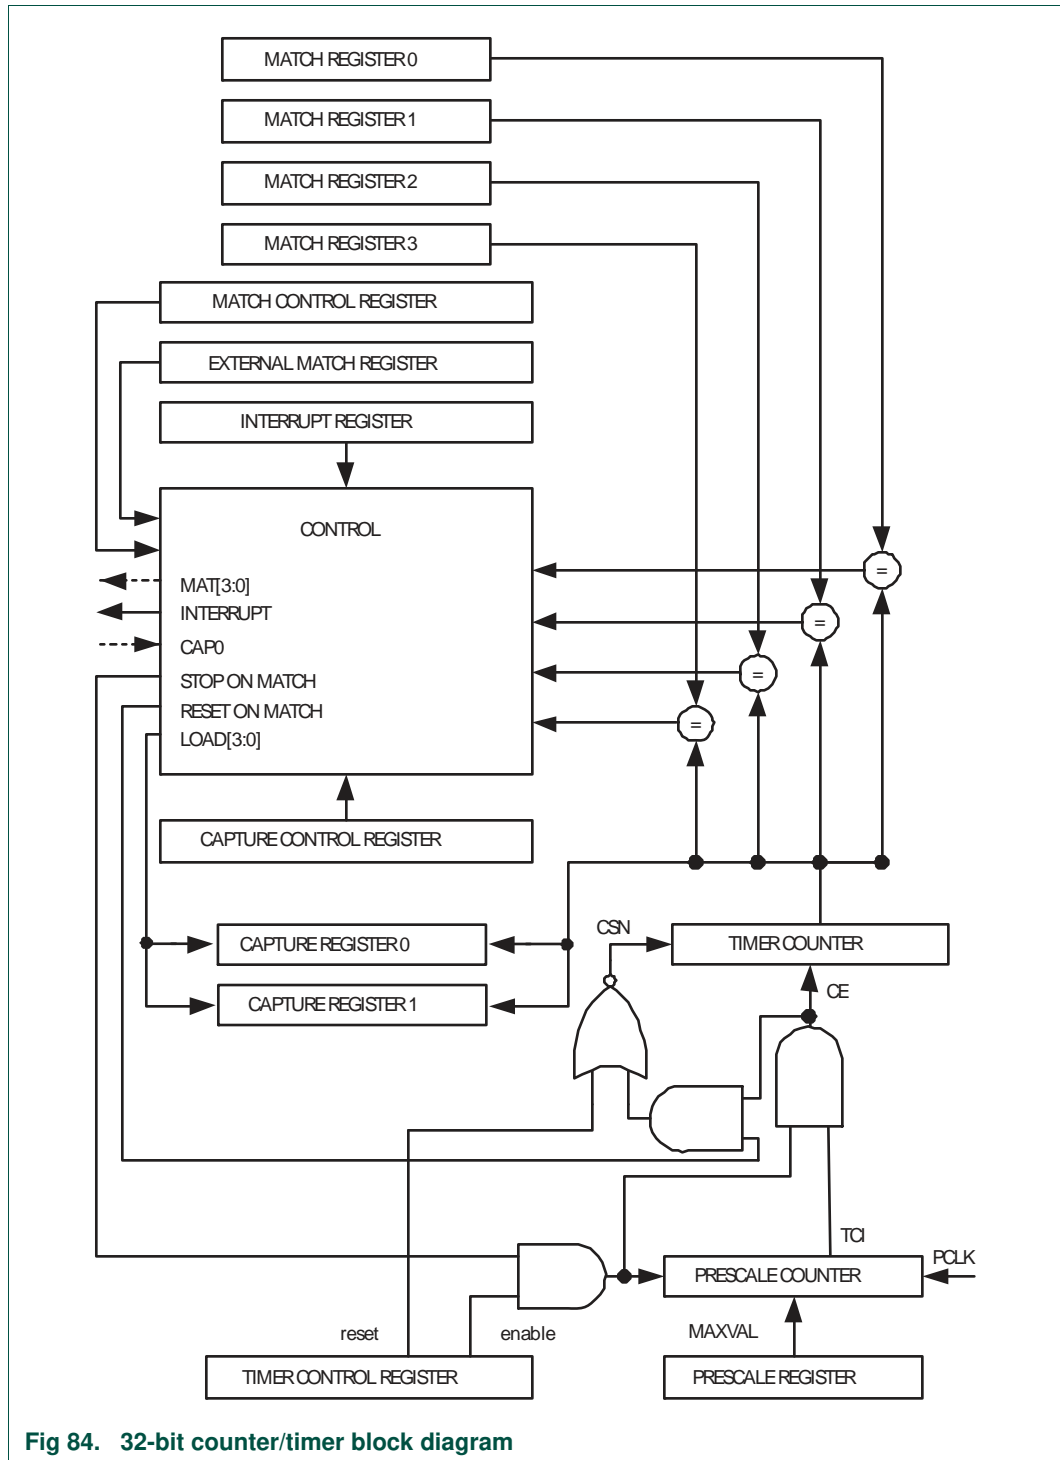 MATCH REGISTER 0
MATCH REGISTER 1
MATCH REGISTER 2
MATCH REGISTER 3
MATCH CONTROL REGISTER
EXTERNAL MATCH REGISTER
INTERRUPT REGISTER
CONTROL
=
=
=
=
MAT[3:0]
INTERRUPT
CAP0
STOP ON MATCH
RESET ON MATCH
LOAD[3:0]
CAPTURE CONTROL REGISTER
CSN
CAPTURE REGISTER 0
TIMER COUNTER
CAPTURE REGISTER 1
CE
TCI
PCLK
PRESCALE COUNTER
reset
enable
MAXVAL
TIMER CONTROL REGISTER
PRESCALE REGISTER
Fig 84. 32-bit counter/timer block diagram